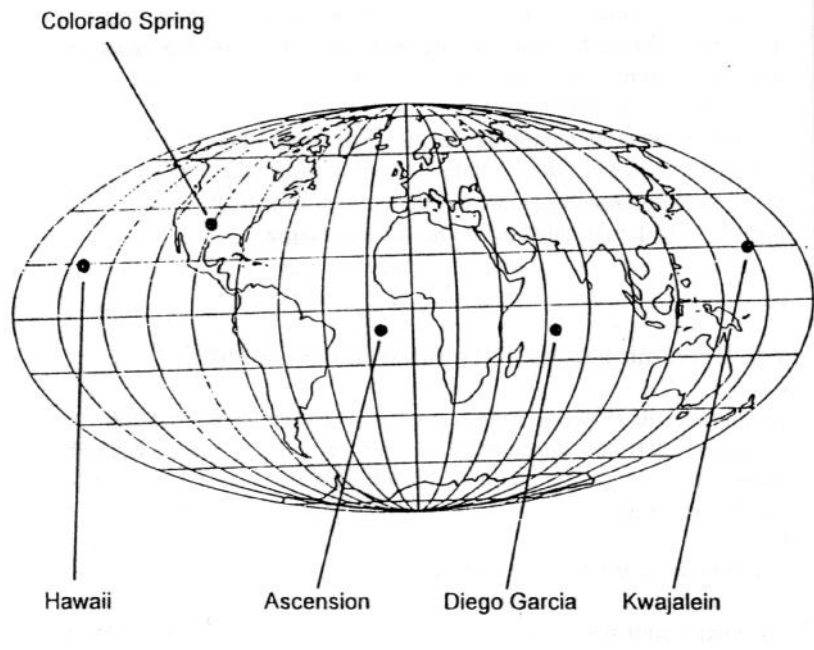 Colorado Spring
Hawaii
Ascension
Diego Garcia
Kwajalein